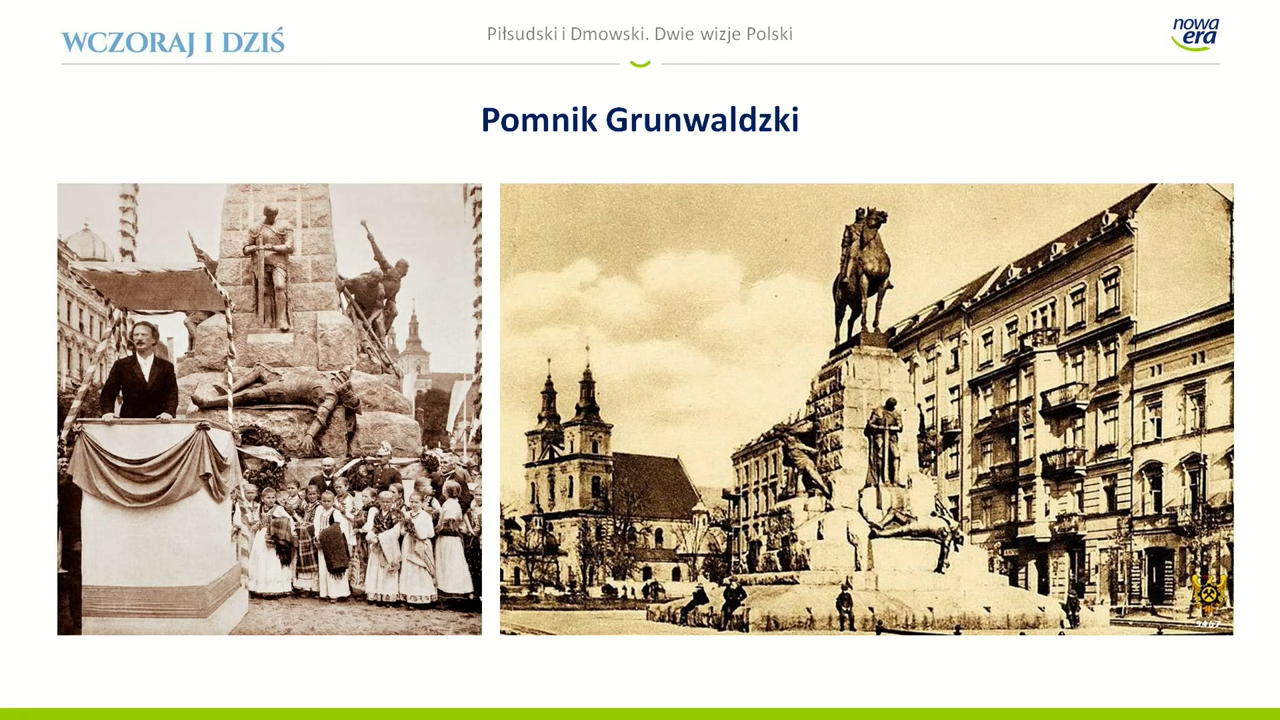 WCZORAJ I DZIŚ
Piłsudski i Dmowski. Dwie wizje Polski
nowa
era
Pomnik Grunwaldzki